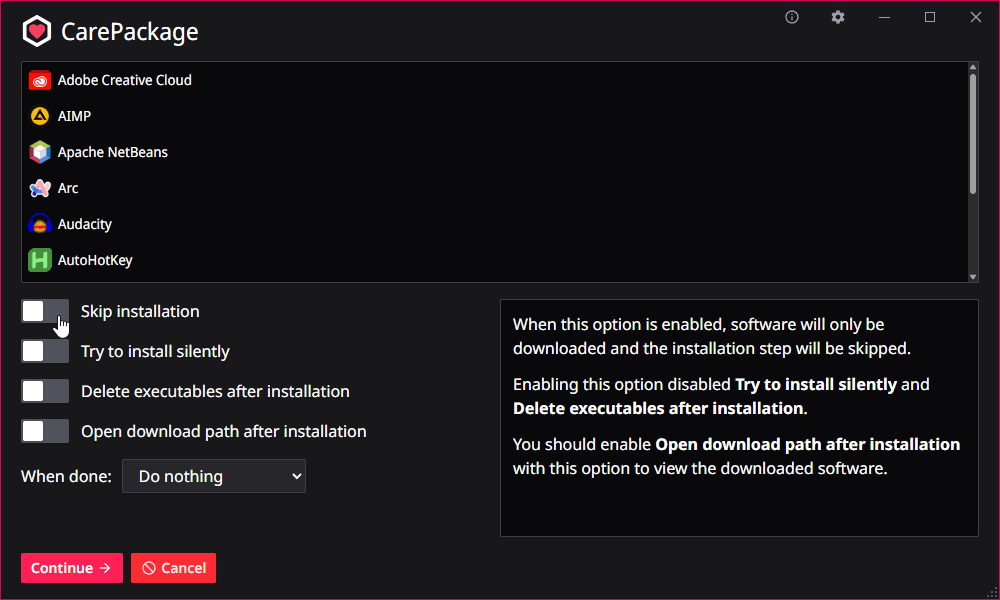 CarePackage
Adobe Creative Cloud
AIMP
Apache NetBeans
Arc
Audacity
AutoHotKey
Skip installation
Try to install silently
Delete executables after installation
Open download path after installation
When done: Do nothing
When this option is enabled, software will only be
downloaded and the installation step will be skipped.
Enabling this option disabled Try to install silently and
Delete executables after installation.
You should enable Open download path after installation
with this option to view the downloaded software.
Continue
Cancel